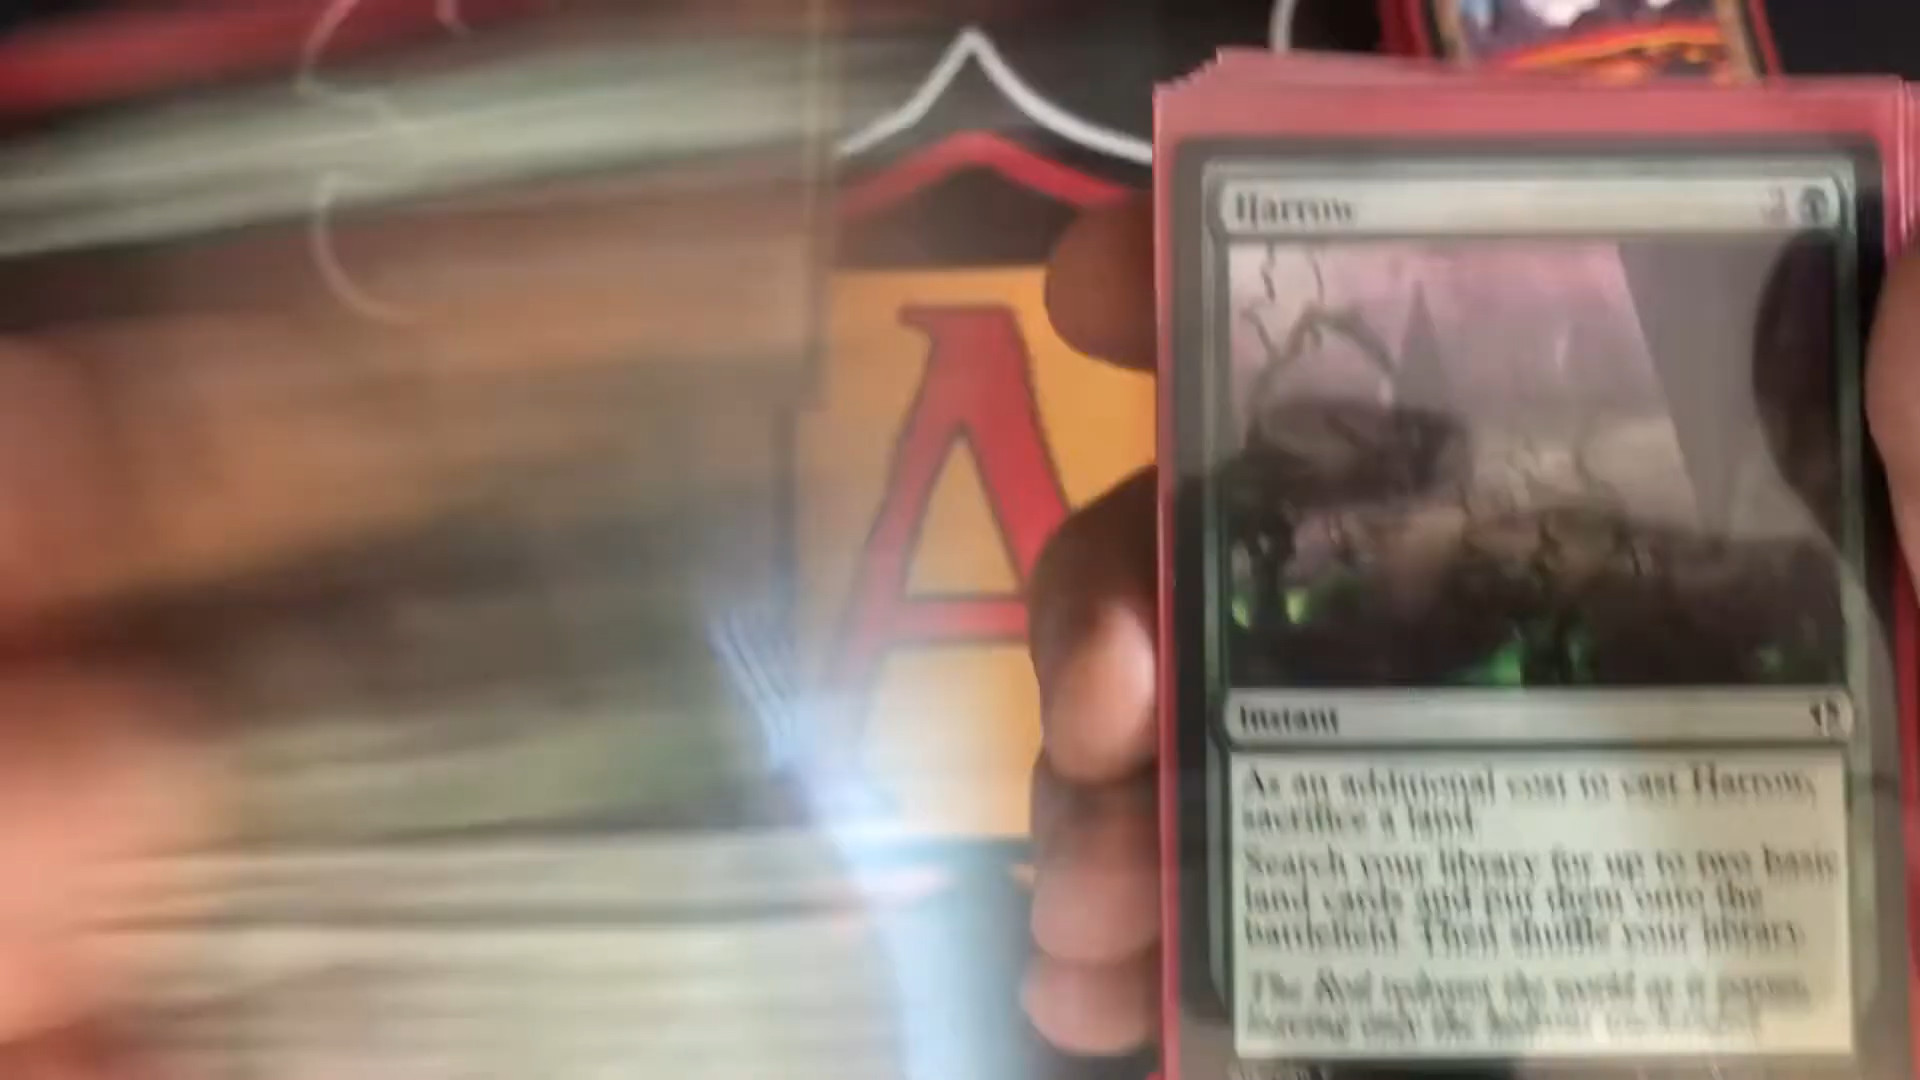 A
Harrow 2
Instant
As an additional cost to cast Harrow,
sacrifice a land.
Search your library for up to two basic
land cards and put them onto the
battlefield. Then shuffle your library.